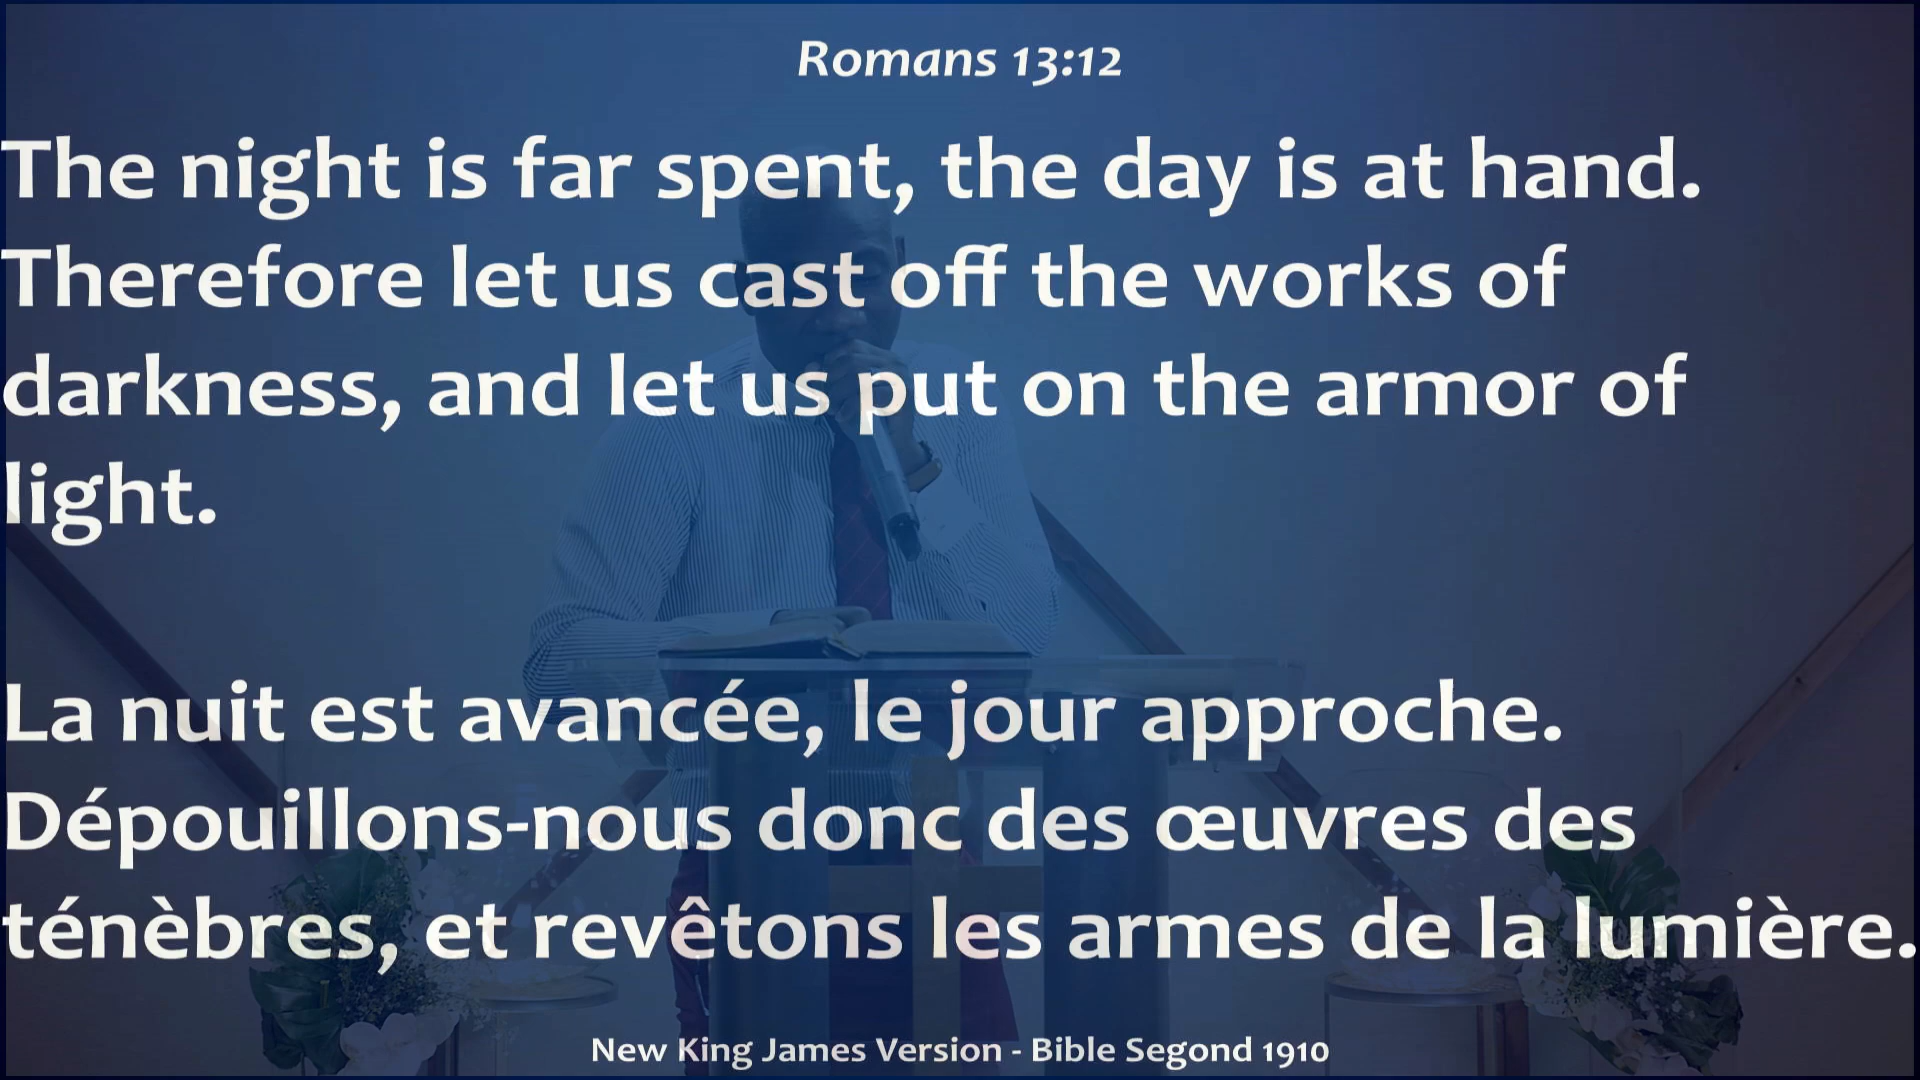 Romans 13:12
The night is far spent, the day is at hand.
Therefore let us cast off the works of
darkness, and let us put on the armor of
light.
La nuit est avancée, le jour approche.
Dépouillons-nous donc des œuvres des
ténèbres, et revêtons les armes de la lumière.
New King James Version - Bible Segond 1910